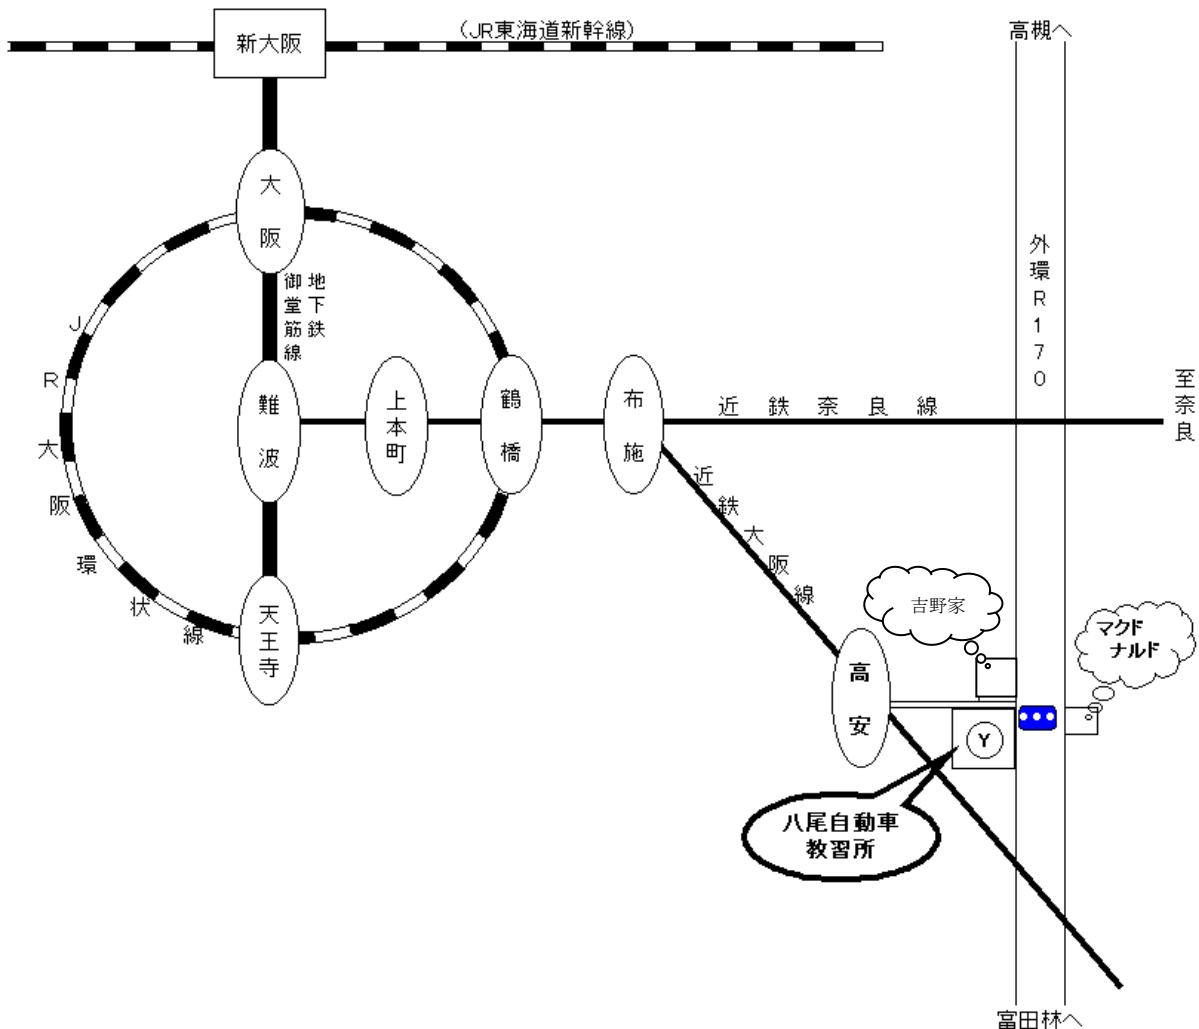 (JR東海道新幹線)
高槻へ
新大阪
大阪
地下鉄
御堂筋線
外環R170
JR大阪環状線
難波
上本町
鶴橋
布施
近鉄奈良線
至奈良
近鉄大阪線
天王寺
吉野家
マクド
ナルド
高安
Y
八尾自動車
教習所
富田林へ